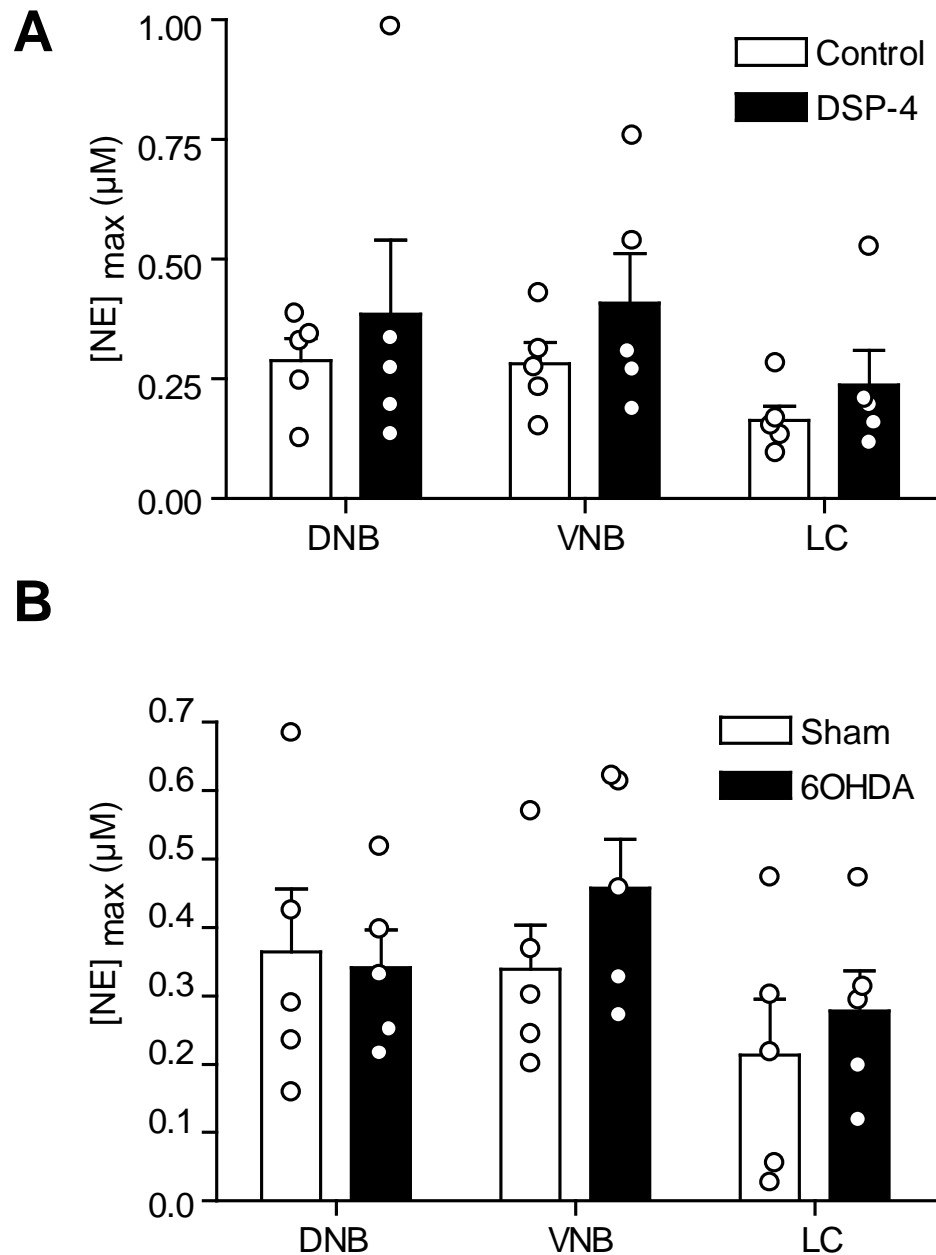 A
1.00
0.75
0.50
0.25
0.00
[NE] max (µM)
Control
DSP-4
DNB VNB LC
B
0.7
0.6
0.5
0.4
0.3
0.2
0.1
0.0
[NE] max (µM)
Sham
6OHDA
DNB VNB LC